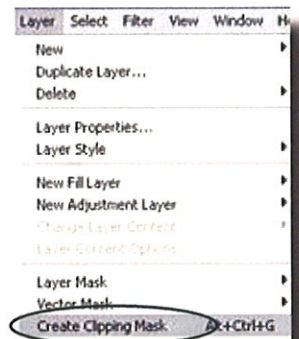 Layer Select Filter View Window
New
Duplicate Layer...
Delete
Layer Properties...
Layer Style
New Fill Layer
New Adjustment Layer
Change Layer Content
Layer Content Options
Layer Mask
Vector Mask
Create Clipping Mask Alt+Ctrl+G